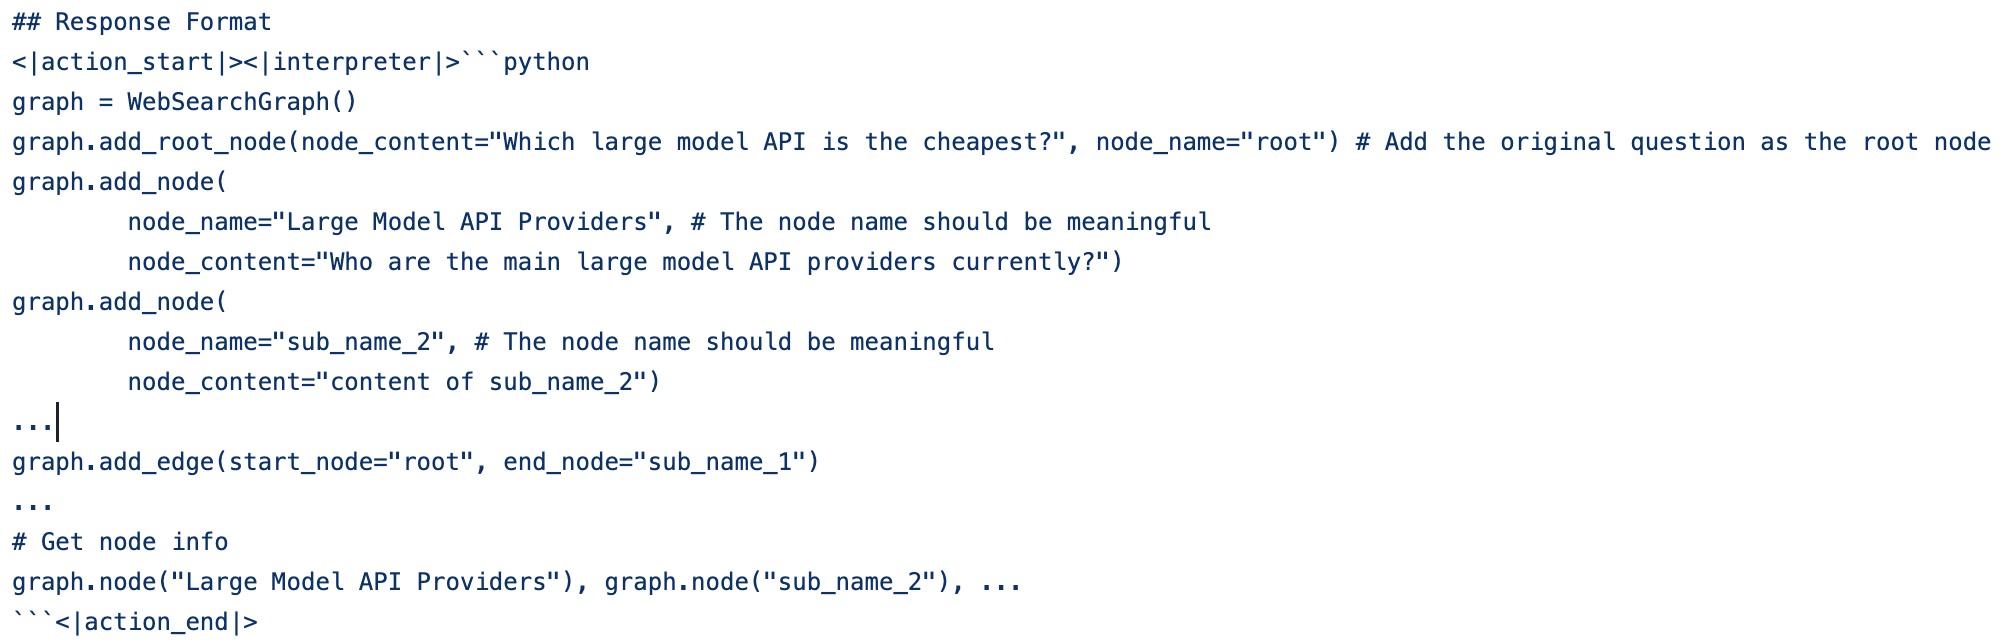 ## Response Format
<|action_start|><|interpreter|>```python
graph = WebSearchGraph()
graph.add_root_node(node_content="Which large model API is the cheapest?", node_name="root") # Add the original question as the root node
graph.add_node(
        node_name="Large Model API Providers", # The node name should be meaningful
        node_content="Who are the main large model API providers currently?")
graph.add_node(
        node_name="sub_name_2", # The node name should be meaningful
        node_content="content of sub_name_2")
...
graph.add_edge(start_node="root", end_node="sub_name_1")
...
# Get node info
graph.node("Large Model API Providers"), graph.node("sub_name_2"), ...
```<|action_end|>